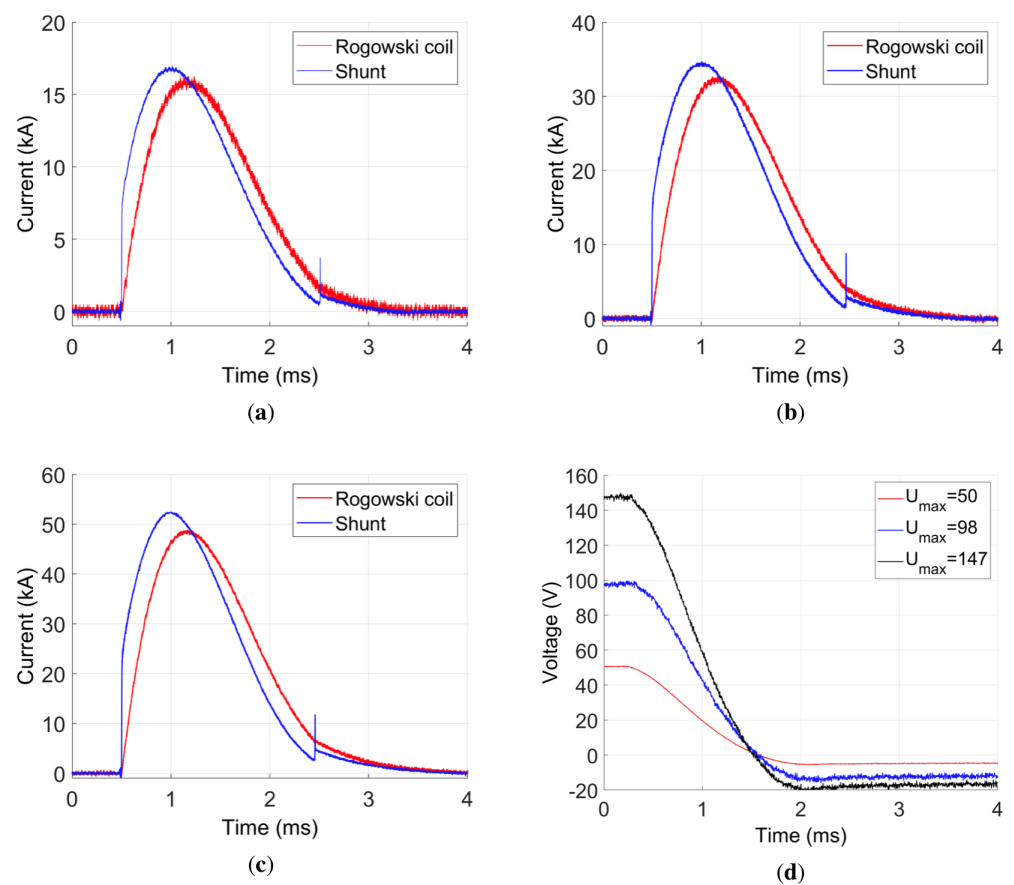 20
15
10
5
0
Current (kA)
Rogowski coil
Shunt
0 1 2 3 4
Time (ms)
(a)
40
30
20
10
0
Current (kA)
Rogowski coil
Shunt
0 1 2 3 4
Time (ms)
(b)
60
50
40
30
20
10
0
Current (kA)
Rogowski coil
Shunt
0 1 2 3 4
Time (ms)
(c)
160
140
120
100
80
60
40
20
0
-20
Voltage (V)
Umax=50
Umax=98
Umax=147
0 1 2 3 4
Time (ms)
(d)